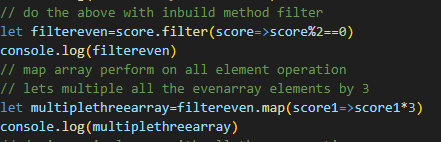 // do the above with inbuild method filter
let filtereven=score.filter(score=>score%2==0)
console.log(filtereven)
// map array perform on all element operation
// lets multiple all the evenarray elements by 3
let multiplethreearray=filtereven.map(score1=>score1*3)
console.log(multiplethreearray)